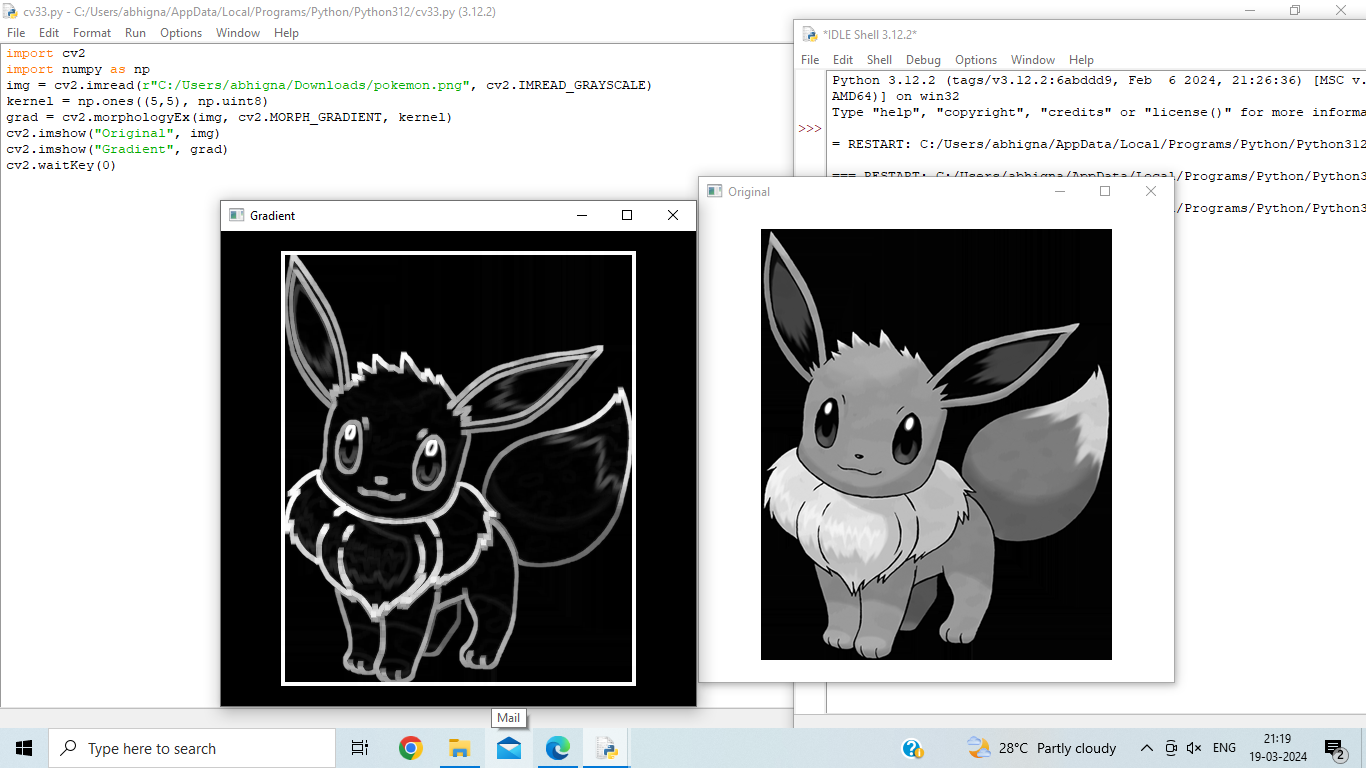 cv33.py - C:/Users/abhigna/AppData/Local/Programs/Python/Python312/cv33.py (3.12.2)
File Edit Format Run Options Window Help
import cv2
import numpy as np
img = cv2.imread(r"C:/Users/abhigna/Downloads/pokemon.png", cv2.IMREAD_GRAYSCALE)
kernel = np.ones((5,5), np.uint8)
grad = cv2.morphologyEx(img, cv2.MORPH_GRADIENT, kernel)
cv2.imshow("Original", img)
cv2.imshow("Gradient", grad)
cv2.waitKey(0)
*IDLE Shell 3.12.2*
File Edit Shell Debug Options Window Help
Python 3.12.2 (tags/v3.12.2:6abddd9, Feb 6 2024, 21:26:36) [MSC v.
AMD64)] on win32
Type "help", "copyright", "credits" or "license()" for more informa
>>>
= RESTART: C:/Users/abhigna/AppData/Local/Programs/Python/Python312
=== RESTART: C:/Users/abhigna/AppData/Local/Programs/Python/Python3
/Programs/Python/Python3
Gradient
Original
Mail
Type here to search
28°C Partly cloudy
ENG
21:19
19-03-2024
2